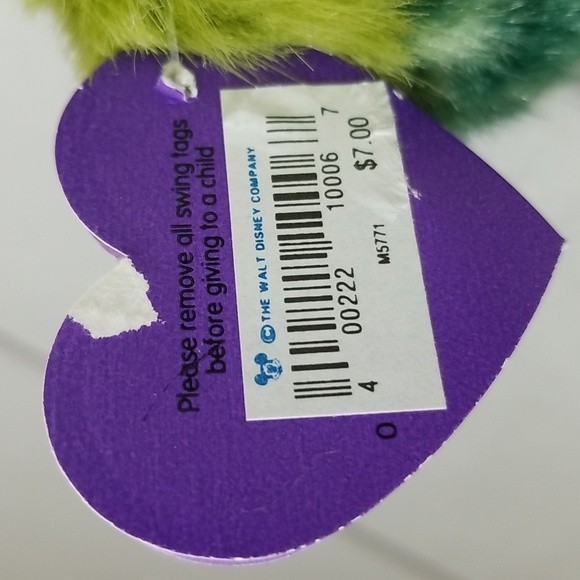 Please remove all swing tags
before giving to a child
© THE WALT DISNEY COMPANY
4 00222 10006 7
M5771 $7.00
0